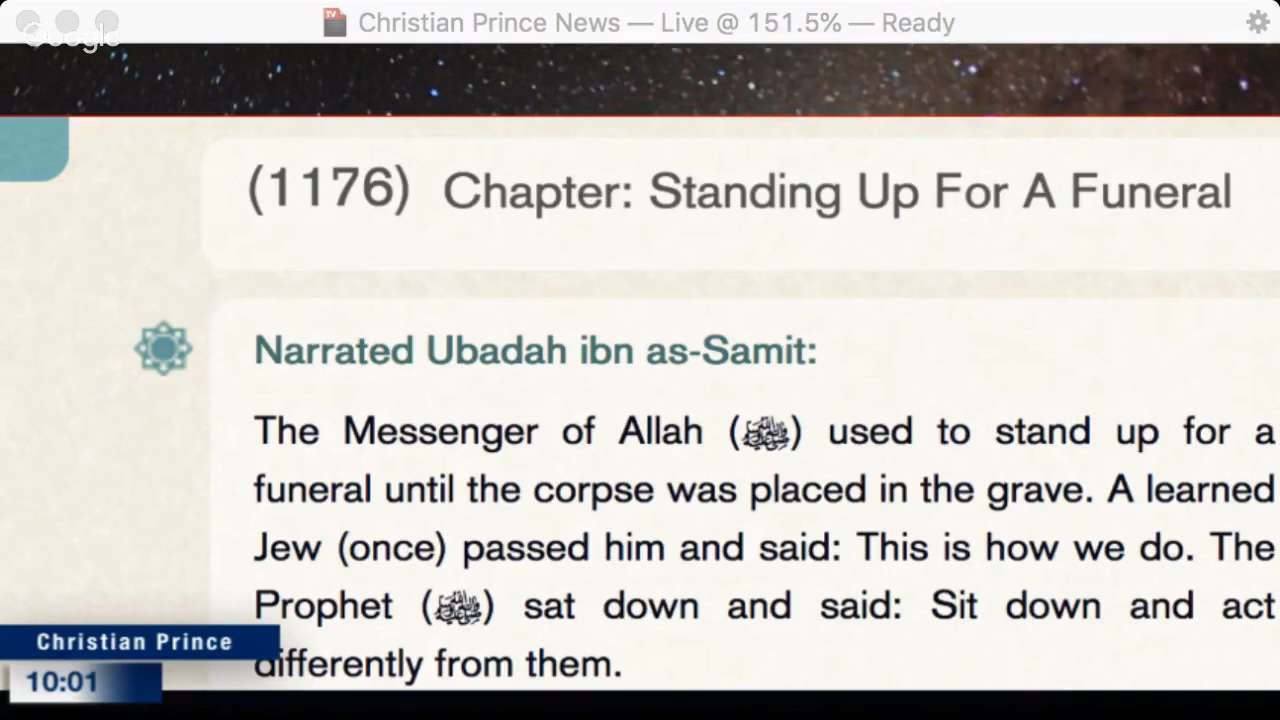 Christian Prince News — Live @ 151.5% — Ready
Google
(1176) Chapter: Standing Up For A Funeral
Narrated Ubadah ibn as-Samit:
The Messenger of Allah (ﷺ) used to stand up for a
funeral until the corpse was placed in the grave. A learned
Jew (once) passed him and said: This is how we do. The
Prophet (ﷺ) sat down and said: Sit down and act
differently from them.
Christian Prince
10:01